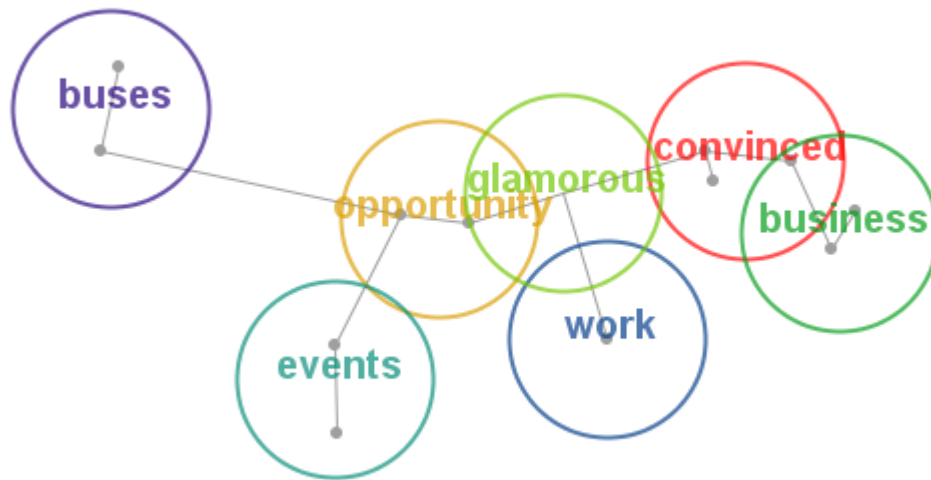 buses
convinced
glamorous
opportunity
business
work
events